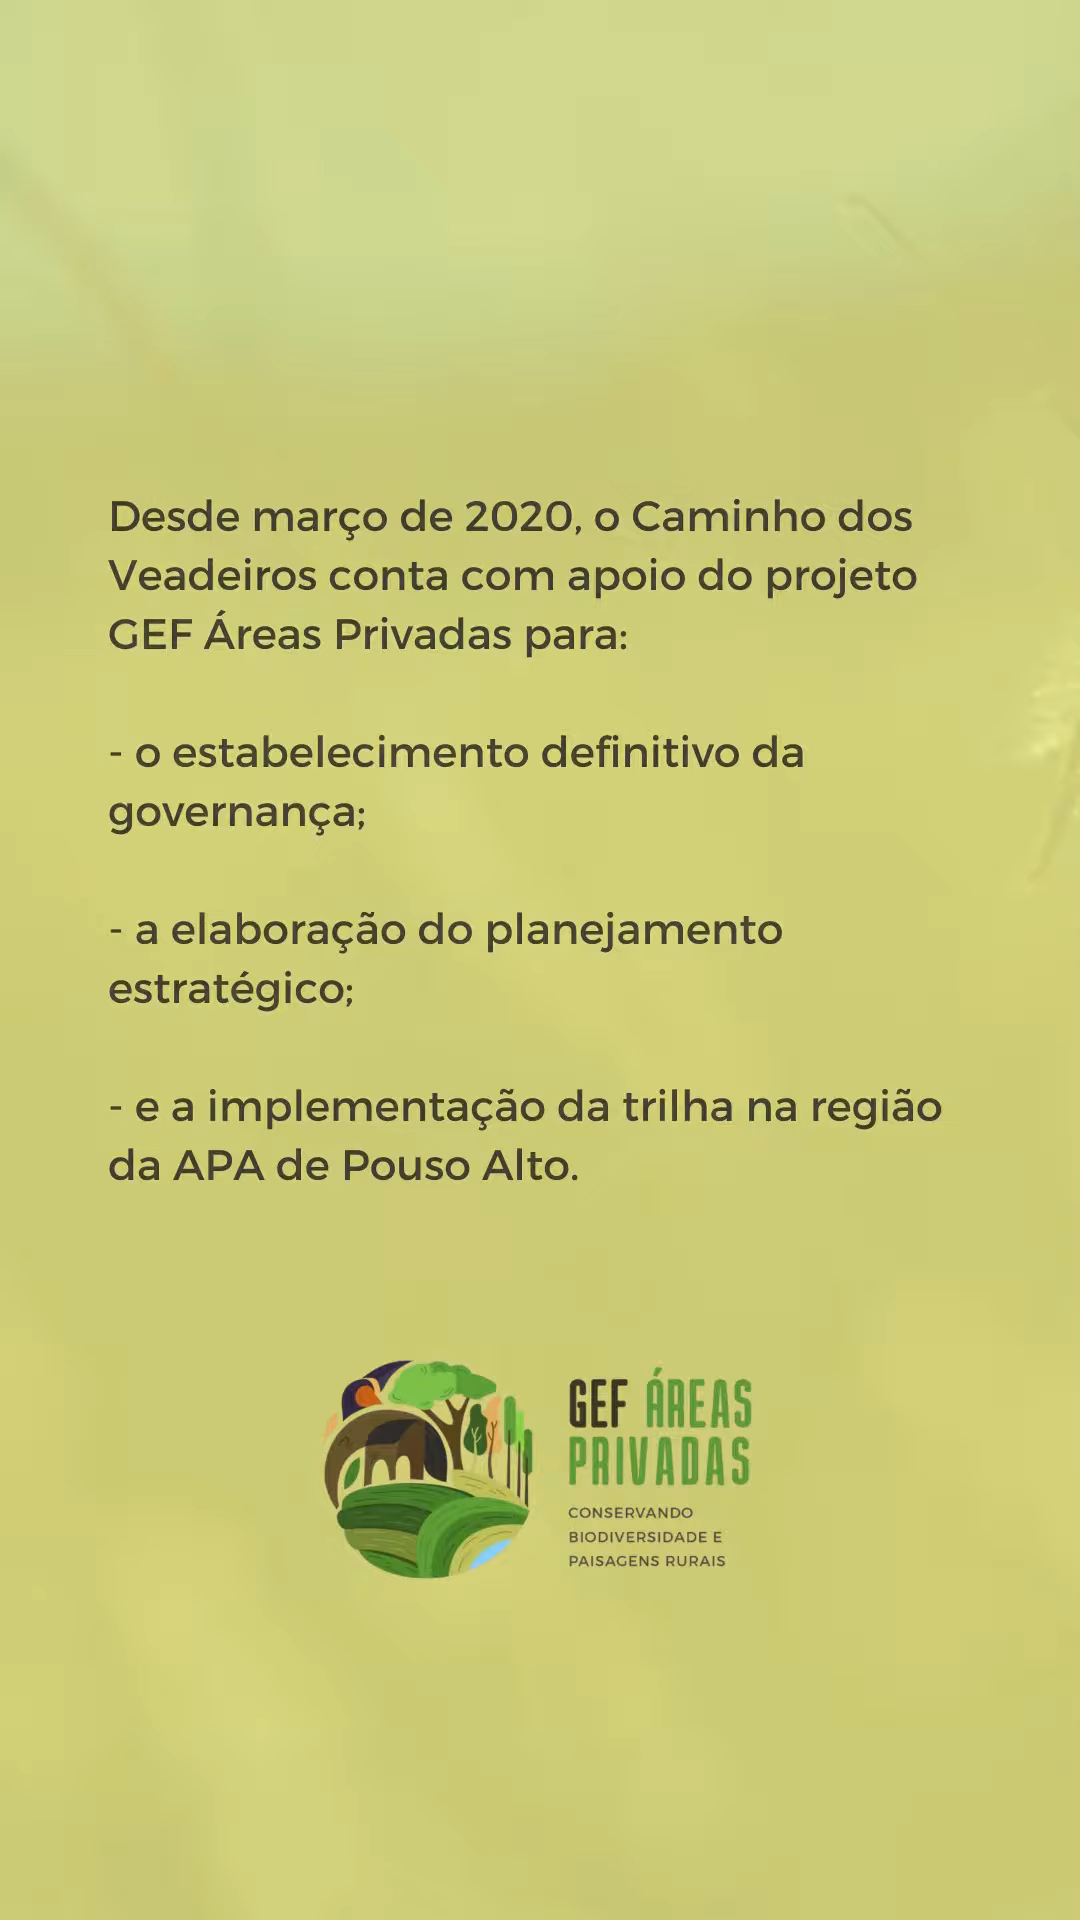 Desde março de 2020, o Caminho dos
Veadeiros conta com apoio do projeto
GEF Áreas Privadas para:
- o estabelecimento definitivo da
governança;
- a elaboração do planejamento
estratégico;
- e a implementação da trilha na região
da APA de Pouso Alto.
GEF ÁREAS
PRIVADAS
CONSERVANDO
BIODIVERSIDADE E
PAISAGENS RURAIS